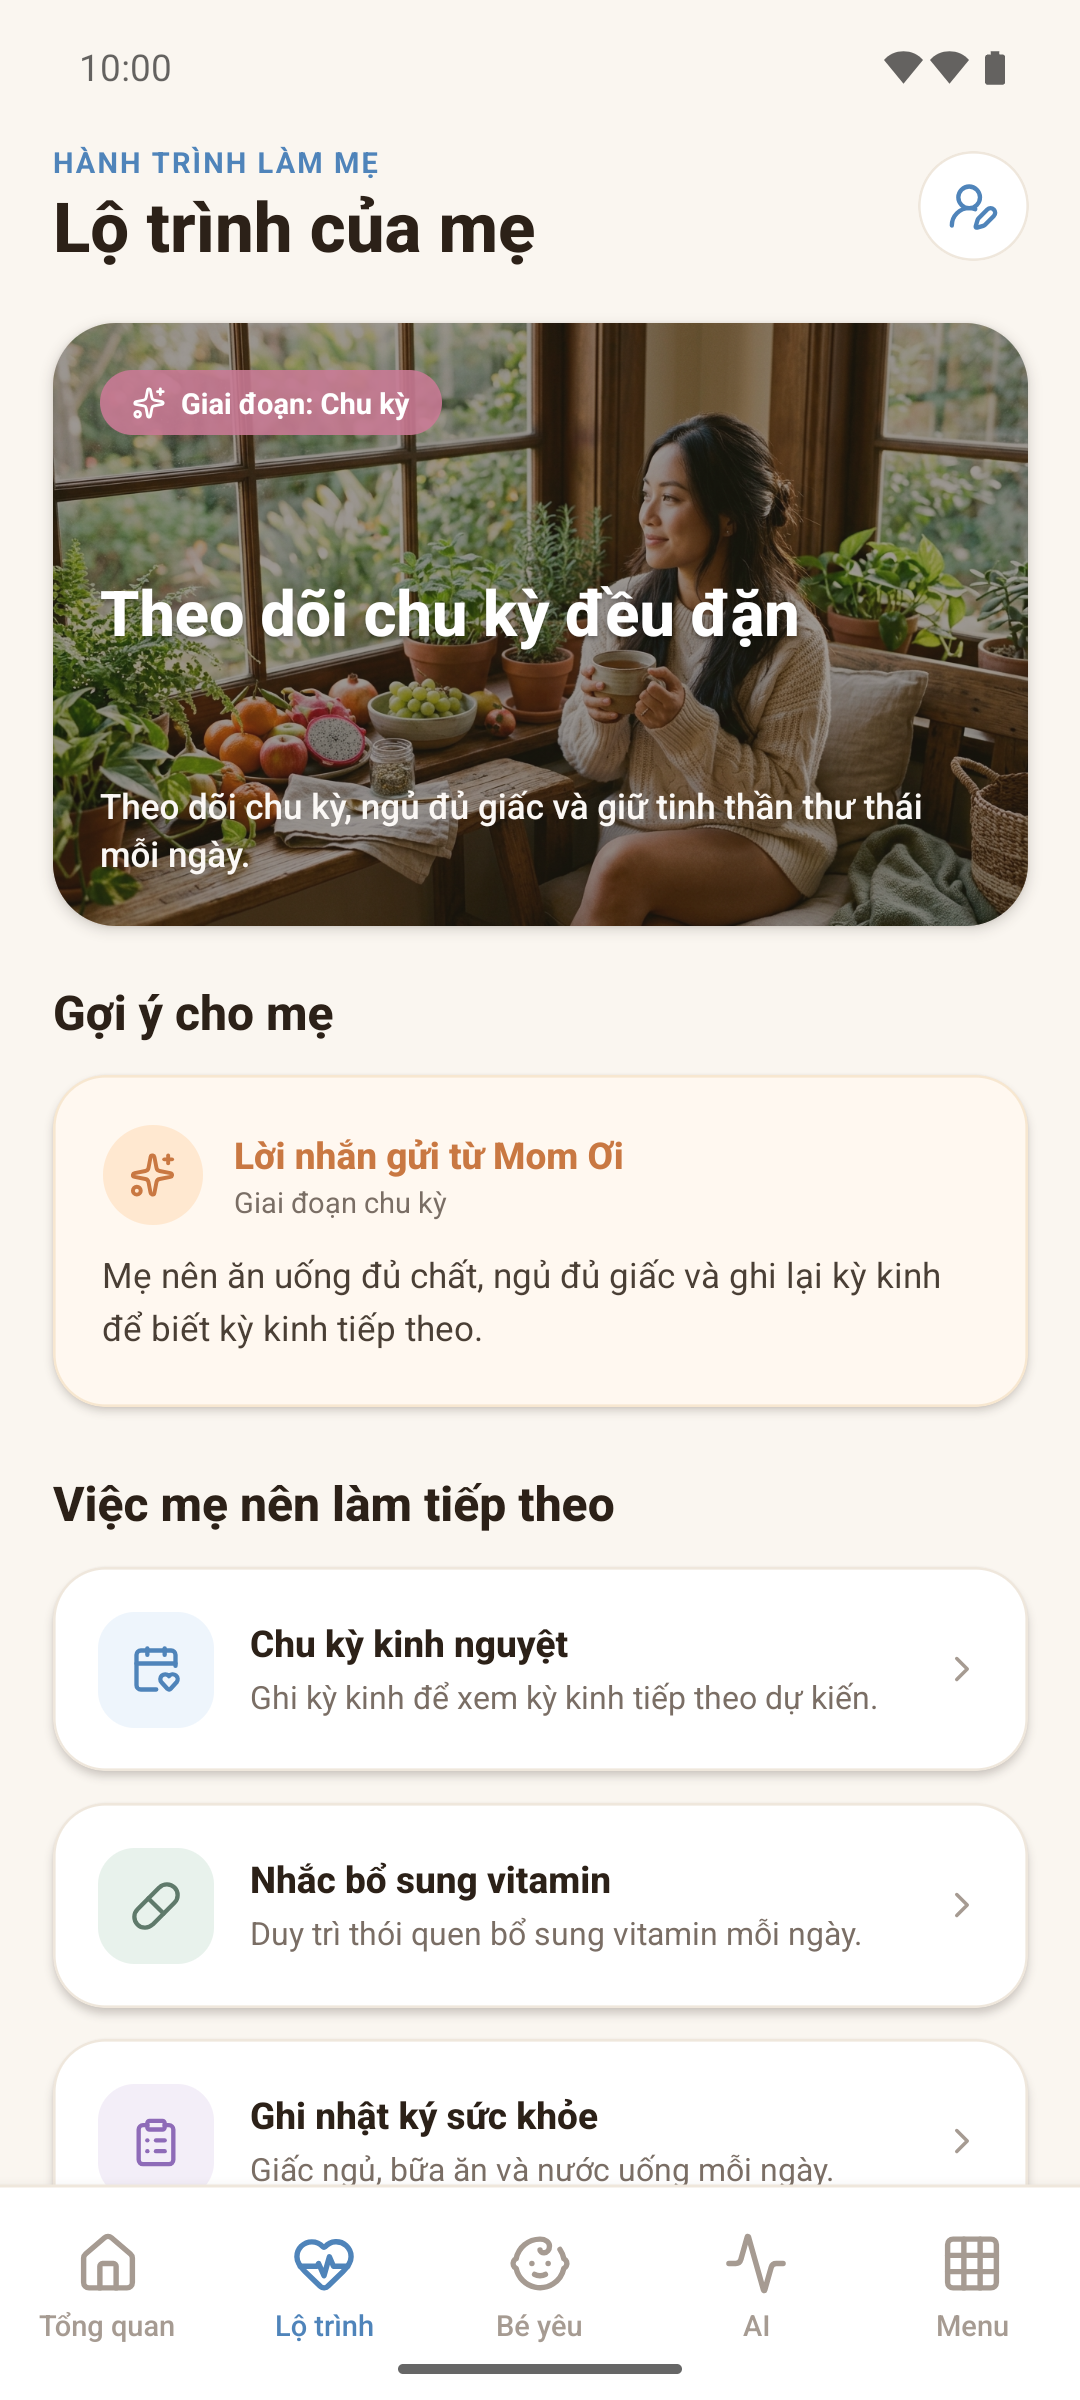 10:00
HÀNH TRÌNH LÀM MẸ
Lộ trình của mẹ
Giai đoạn: Chu kỳ
Theo dõi chu kỳ đều đặn
Theo dõi chu kỳ, ngủ đủ giấc và giữ tinh thần thư thái
mỗi ngày.
Gợi ý cho mẹ
Lời nhắn gửi từ Mom Ơi
Giai đoạn chu kỳ
Mẹ nên ăn uống đủ chất, ngủ đủ giấc và ghi lại kỳ kinh
để biết kỳ kinh tiếp theo.
Việc mẹ nên làm tiếp theo
Chu kỳ kinh nguyệt
Ghi kỳ kinh để xem kỳ kinh tiếp theo dự kiến.
Nhắc bổ sung vitamin
Duy trì thói quen bổ sung vitamin mỗi ngày.
Ghi nhật ký sức khỏe
Giấc ngủ, bữa ăn và nước uống mỗi ngày.
Tổng quan
Lộ trình
Bé yêu
AI
Menu